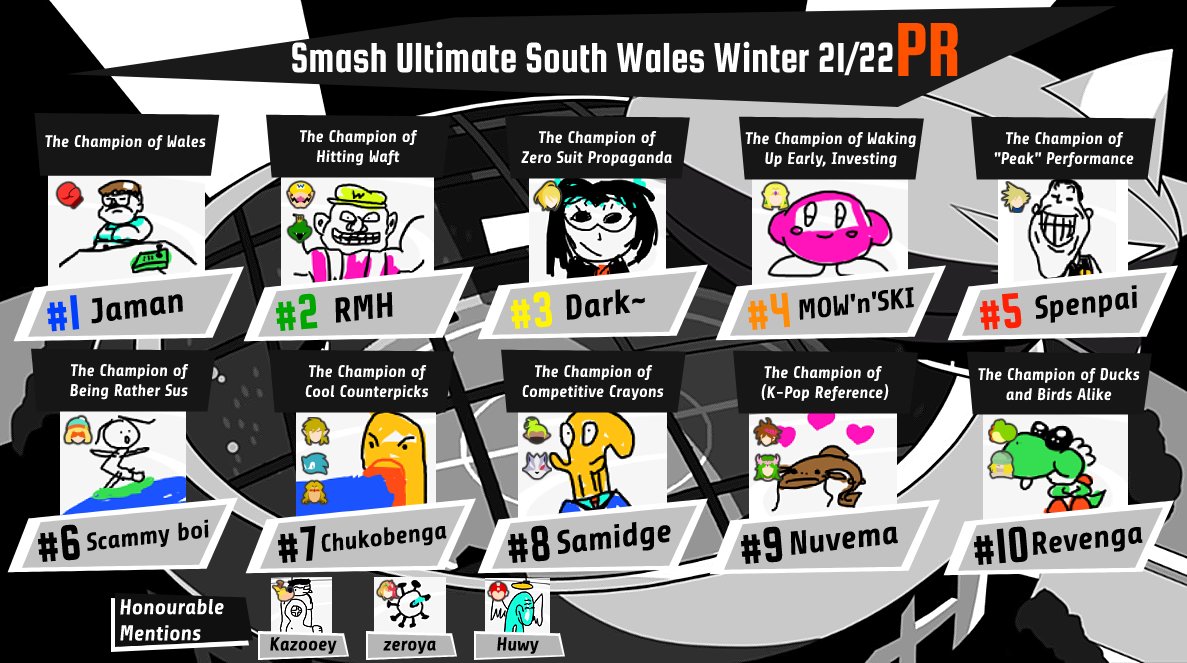 Smash Ultimate South Wales Winter 21/22 PR
The Champion of Wales
#1 Jaman
The Champion of
Hitting Waft
W
#2 RMH
The Champion of
Zero Suit Propaganda
#3 Dark~
The Champion of Waking
Up Early, Investing
#4 MOW'n'SKI
The Champion of
"Peak" Performance
#5 Spenpai
The Champion of
Being Rather Sus
#6 Scammy boi
The Champion of
Cool Counterpicks
#7 Chukobenga
The Champion of
Competitive Crayons
#8 Samidge
The Champion of
(K-Pop Reference)
#9 Nuvema
The Champion of Ducks
and Birds Alike
#10 Revenga
Honourable
Mentions
Kazooey
zeroya
Huwy